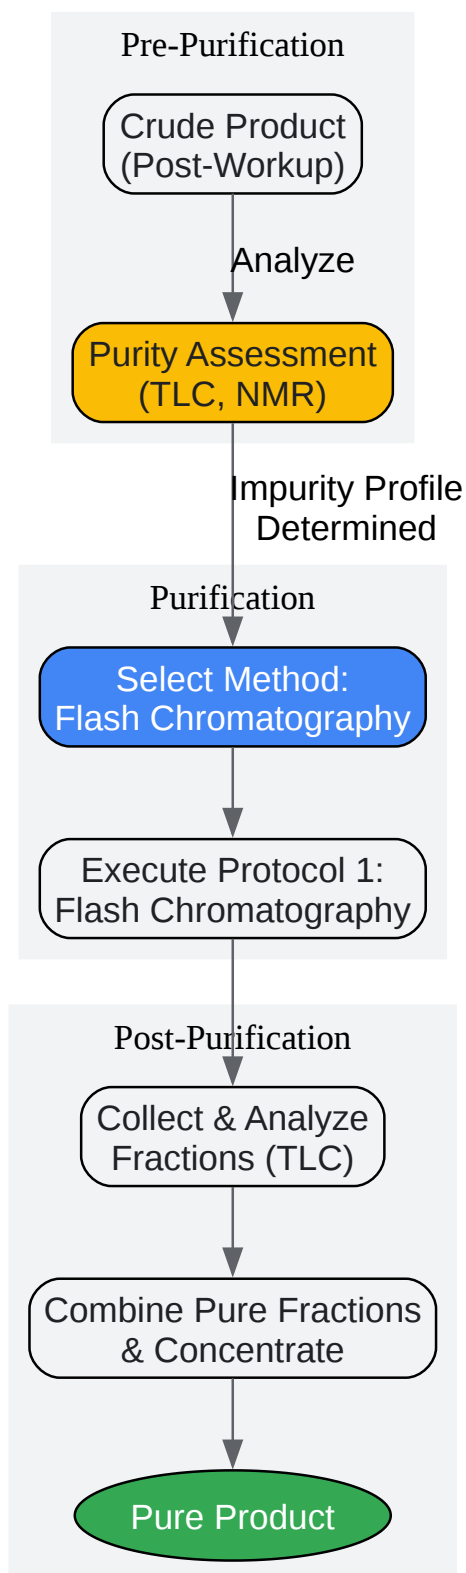 Pre-Purification
Crude Product
(Post-Workup)
Analyze
Purity Assessment
(TLC, NMR)
Impurity Profile
Determined
Purification
Select Method:
Flash Chromatography
Execute Protocol 1:
Flash Chromatography
Post-Purification
Collect & Analyze
Fractions (TLC)
Combine Pure Fractions
& Concentrate
Pure Product